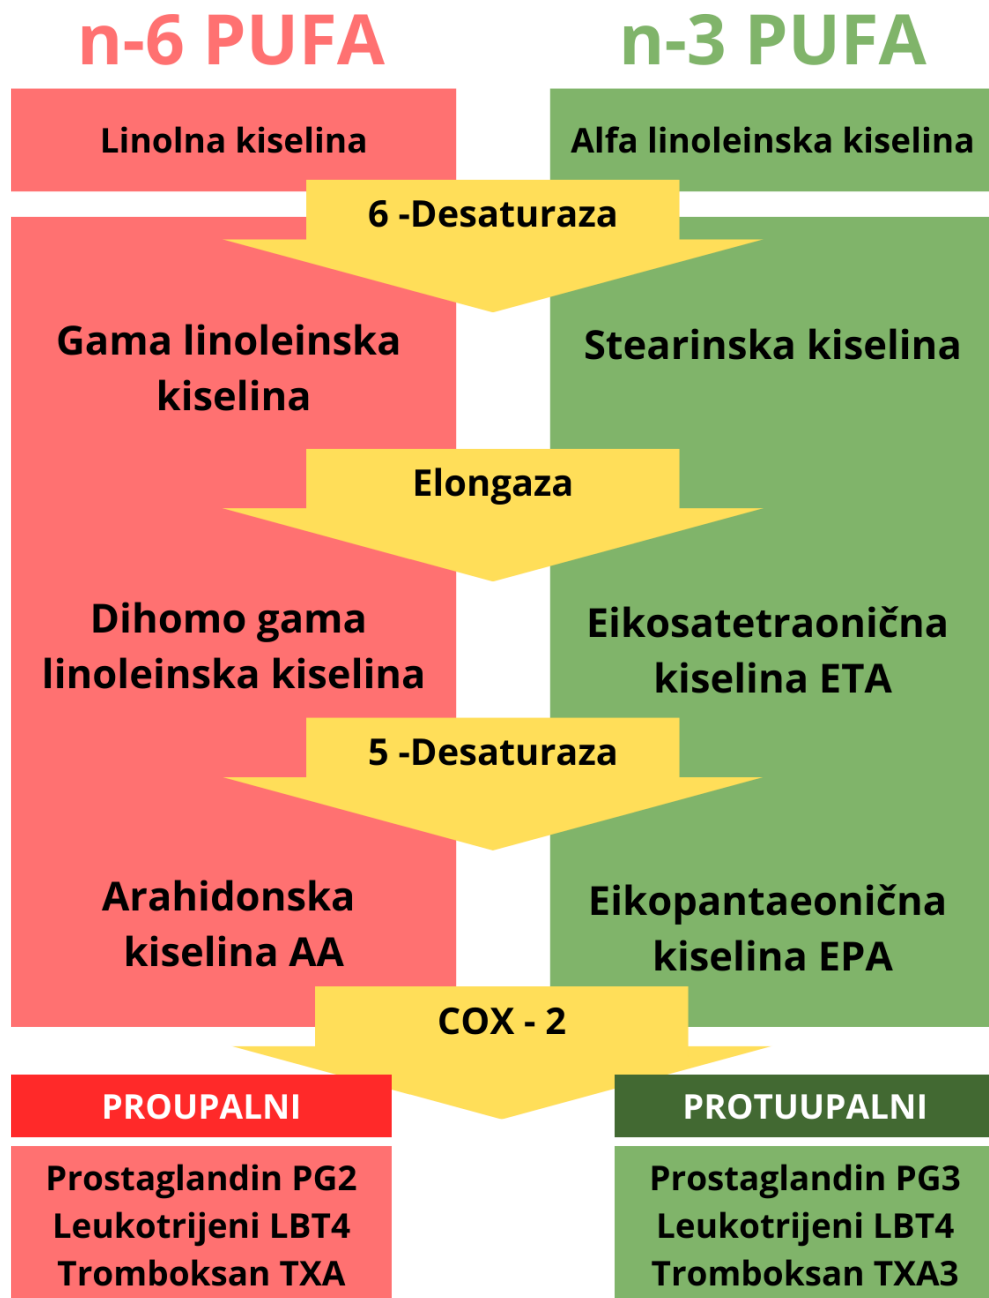 n-6 PUFA
n-3 PUFA
Linolna kiselina
Alfa linoleinska kiselina
6 -Desaturaza
Gama linoleinska
kiselina
Stearinska kiselina
Elongaza
Dihomo gama
linoleinska kiselina
Eikosatetraonična
kiselina ETA
5 -Desaturaza
Arahidonska
kiselina AA
Eikopantaeonična
kiselina EPA
COX - 2
PROUPALNI
PROTUUPALNI
Prostaglandin PG2
Leukotrijeni LBT4
Tromboksan TXA
Prostaglandin PG3
Leukotrijeni LBT4
Tromboksan TXA3